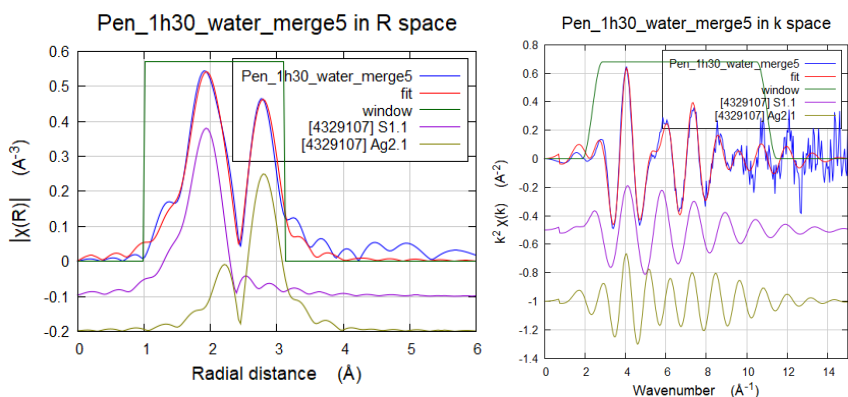 Pen_1h30_water_merge5 in R space
0.6
0.5
0.4
0.3
0.2
0.1
0
-0.1
-0.2
|χ(R)| (Å-3)
Pen_1h30_water_merge5
fit
window
[4329107] S1.1
[4329107] Ag2.1
0 1 2 3 4 5 6
Radial distance (Å)
Pen_1h30_water_merge5 in k space
0.8
0.6
0.4
0.2
0
-0.2
-0.4
-0.6
-0.8
-1
-1.2
-1.4
k2 χ(k) (Å-2)
Pen_1h30_water_merge5
fit
window
[4329107] S1.1
[4329107] Ag2.1
0 2 4 6 8 10 12 14
Wavenumber (Å-1)